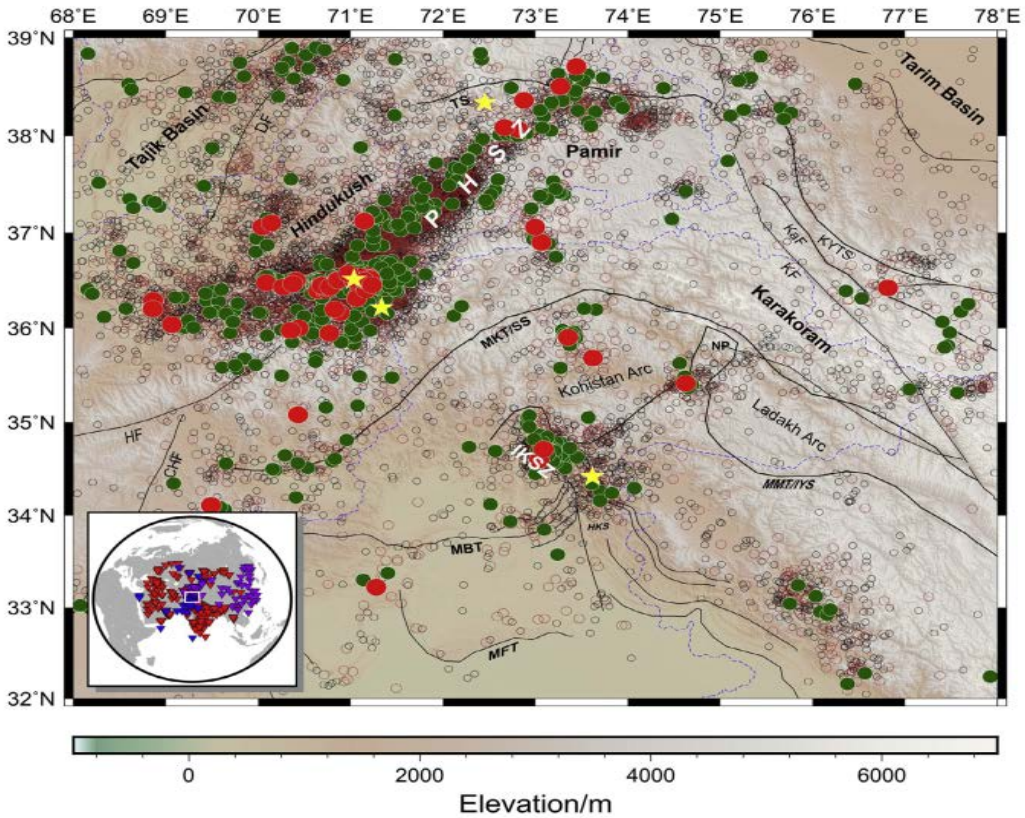 68°E 69°E 70°E 71°E 72°E 73°E 74°E 75°E 76°E 77°E 78°E
39°N
38°N
37°N
36°N
35°N
34°N
33°N
32°N
Tajik Basin
DF
TS
Tarim Basin
Pamir
Hindukush
P H S Z
KaF
KYTS
KF
Karakoram
MKT/SS
NP
Kohistan Arc
Ladakh Arc
HF
CHF
IKSZ
MMT/IYS
HKS
MBT
MFT
0 2000 4000 6000
Elevation/m